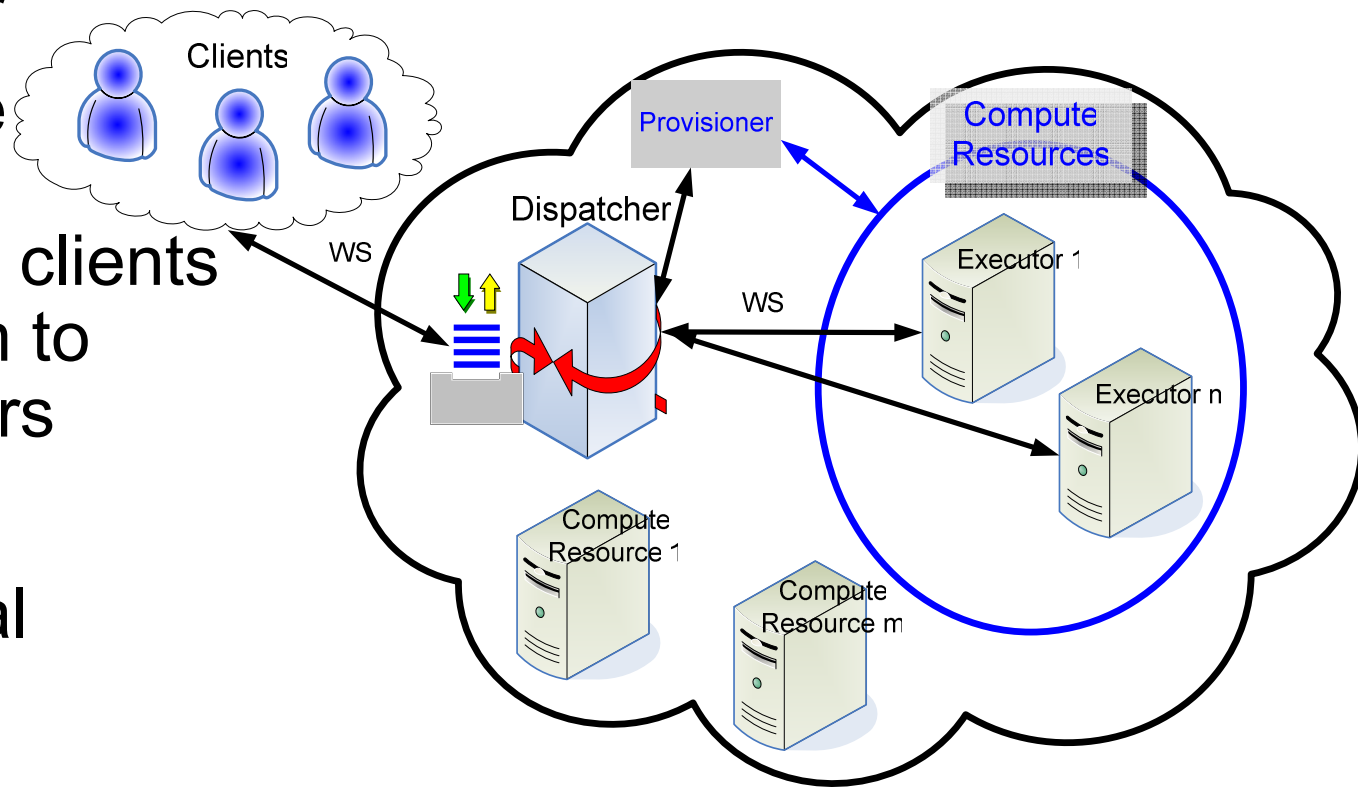 Clients
e
Provisioner
Compute
Resources
Dispatcher
clients
WS
Executor 1
n to
WS
rs
Executor n
Compute
Resource 1
Compute
Resource m
al